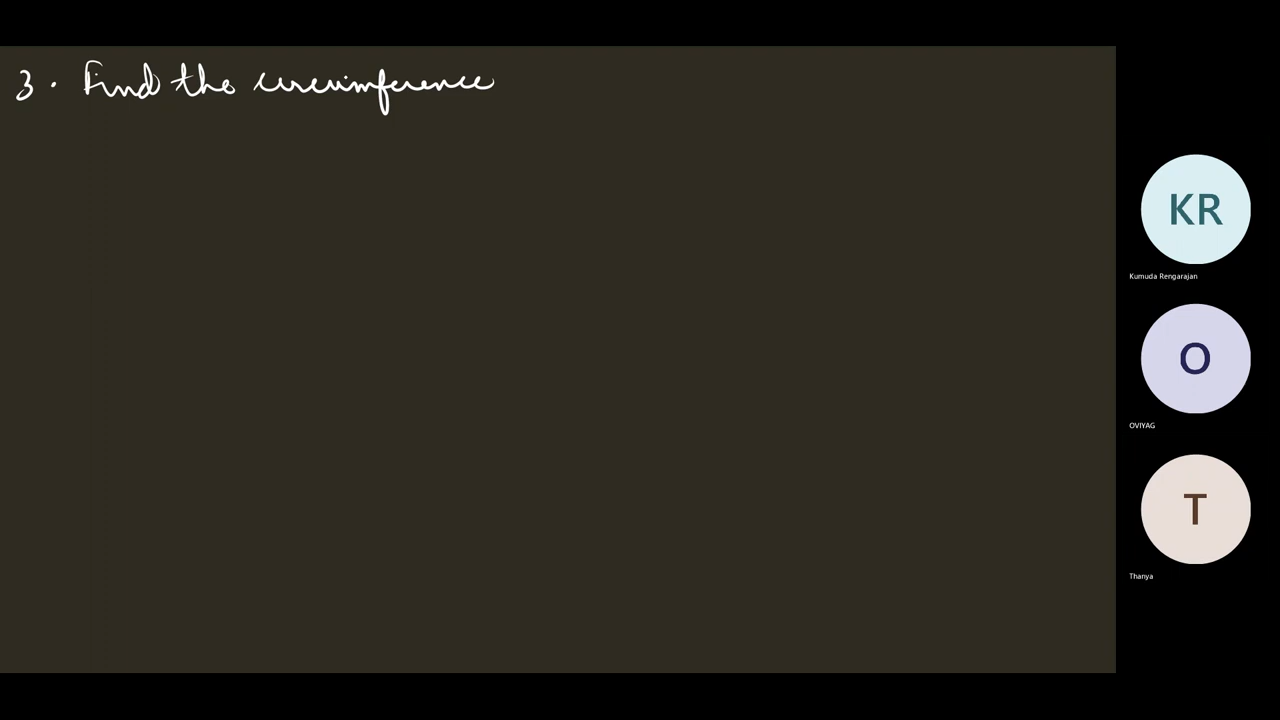 3. Find the circumference
KR
Kumuda Rengarajan
O
OVIYAG
T
Thanya